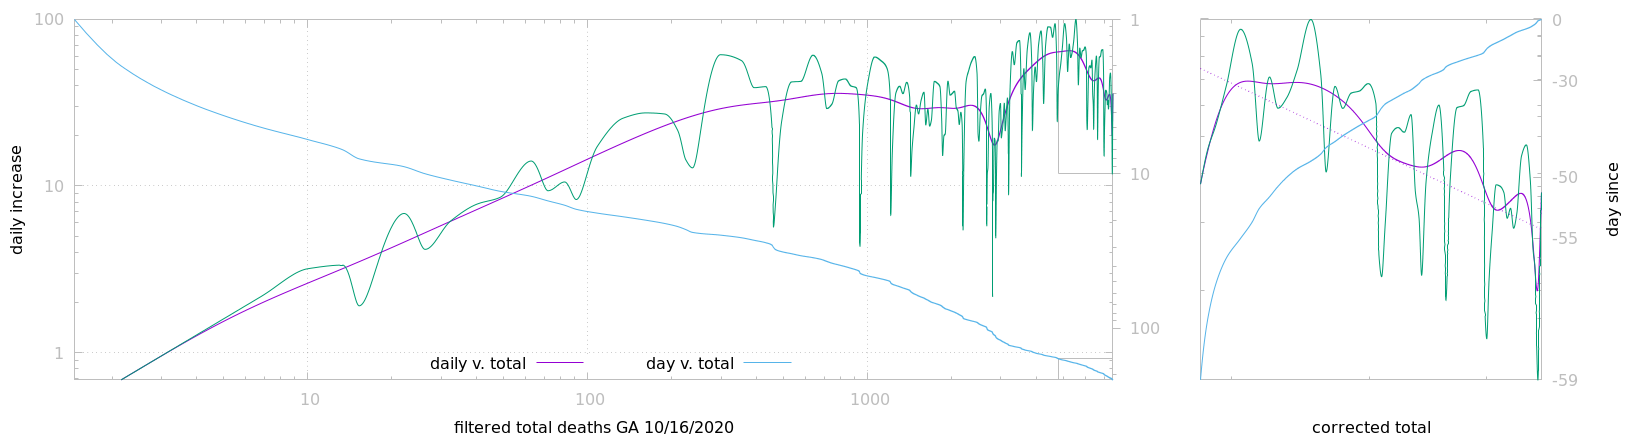 100
10
1
daily increase
10
100
1000
filtered total deaths GA 10/16/2020
daily v. total
day v. total
1
10
100
0
-30
-50
-55
-59
day since
corrected total